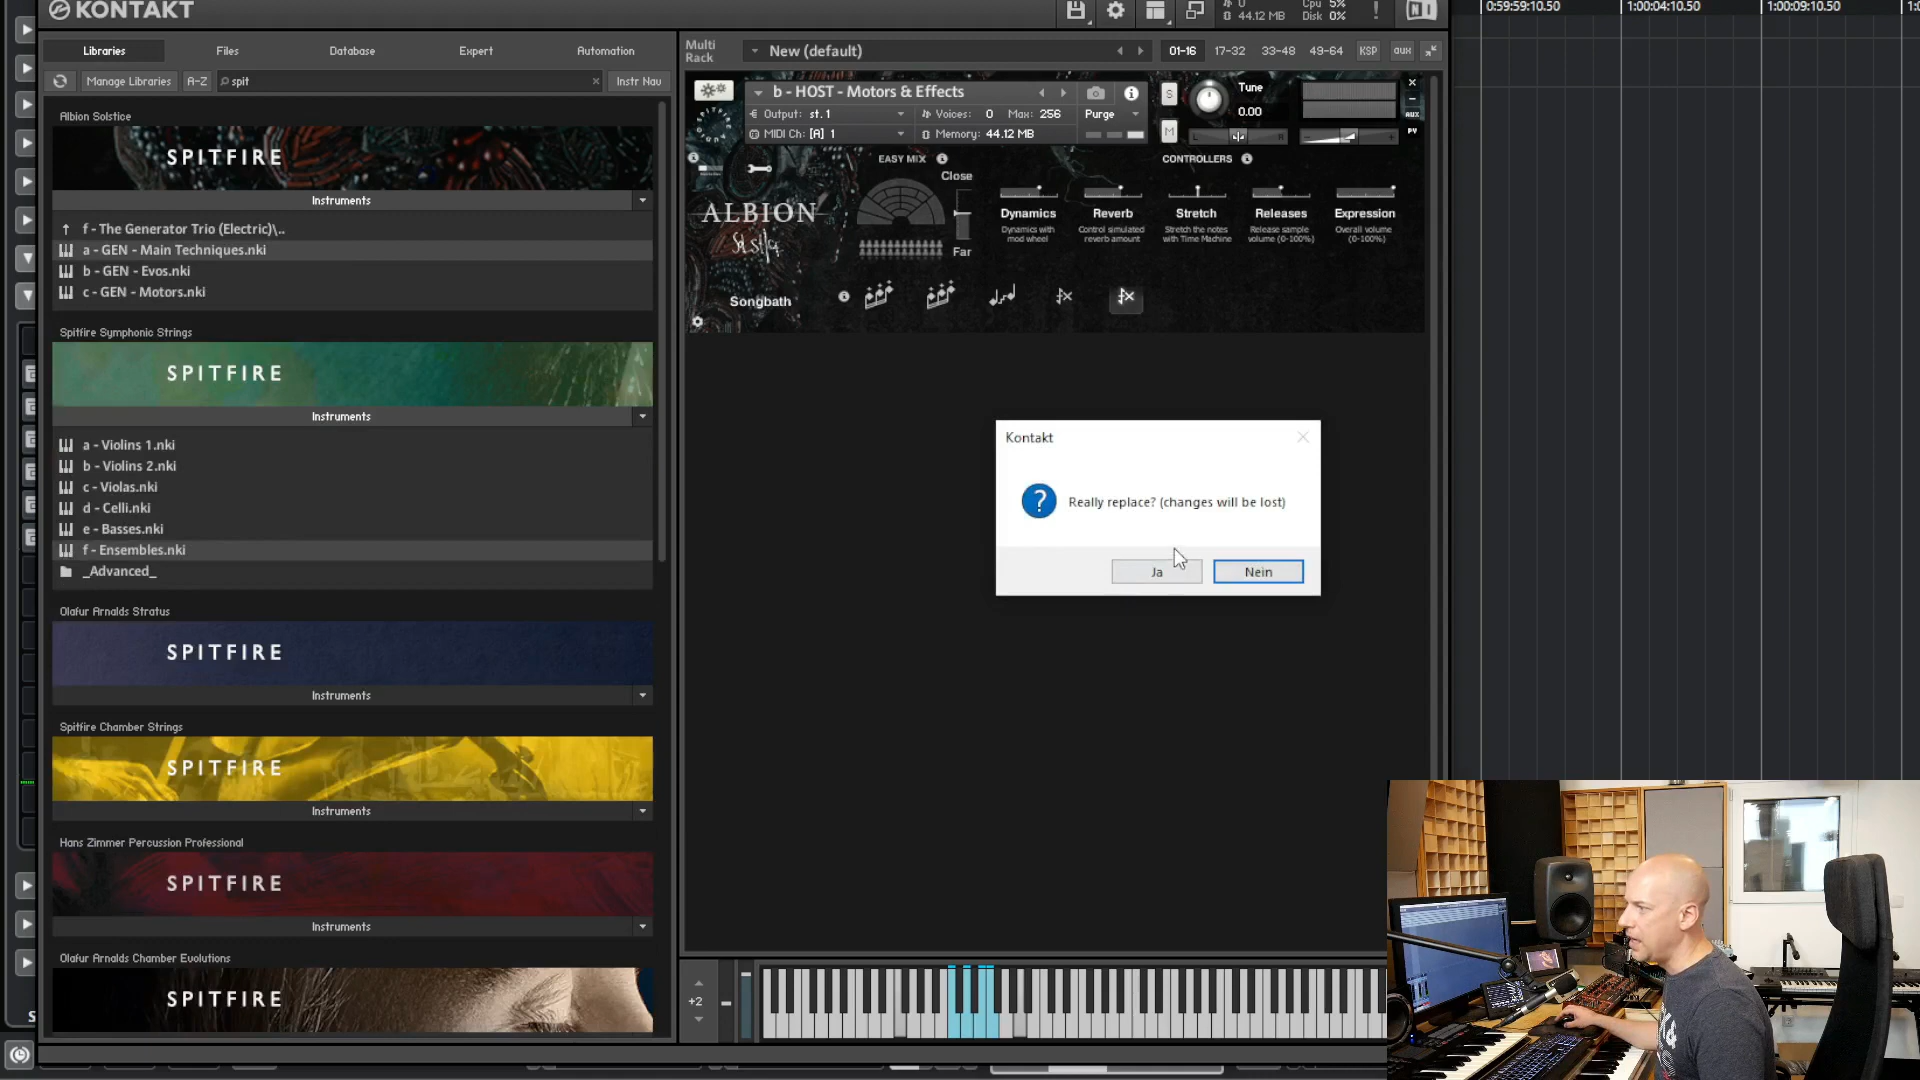 KONTAKT
Cpu 5%
44.12 MB
Disk 0%
0:59:59:10.50
1:00:04:10.50
1:00:09:10.50
Libraries
Files
Database
Expert
Automation
Multi
Rack
New (default)
01-16
17-32
33-48
49-64
KSP
aux
Manage Libraries
A-Z
spit
Instr Nav
Albion Solstice
SPITFIRE
Instruments
f - The Generator Trio (Electric)\..
a - GEN - Main Techniques.nki
b - GEN - Evos.nki
c - GEN - Motors.nki
Spitfire Symphonic Strings
SPITFIRE
Instruments
a - Violins 1.nki
b - Violins 2.nki
c - Violas.nki
d - Celli.nki
e - Basses.nki
f - Ensembles.nki
_Advanced_
Olafur Arnalds Stratus
SPITFIRE
Instruments
Spitfire Chamber Strings
SPITFIRE
Instruments
Hans Zimmer Percussion Professional
SPITFIRE
Instruments
Olafur Arnalds Chamber Evolutions
SPITFIRE
b - HOST - Motors & Effects
Output: st. 1
Voices: 0 Max: 256
Purge
MIDI Ch: [A] 1
Memory: 44.12 MB
S
M
Tune
0.00
L
R
AUX
PV
EASY MIX
Close
Far
CONTROLLERS
ALBION
Solstice
Dynamics
Dynamics with
mod wheel
Reverb
Control simulated
reverb amount
Stretch
Stretch the notes
with Time Machine
Releases
Release sample
volume (0-100%)
Expression
Overall volume
(0-100%)
Songbath
Kontakt
Really replace? (changes will be lost)
Ja
Nein
+2